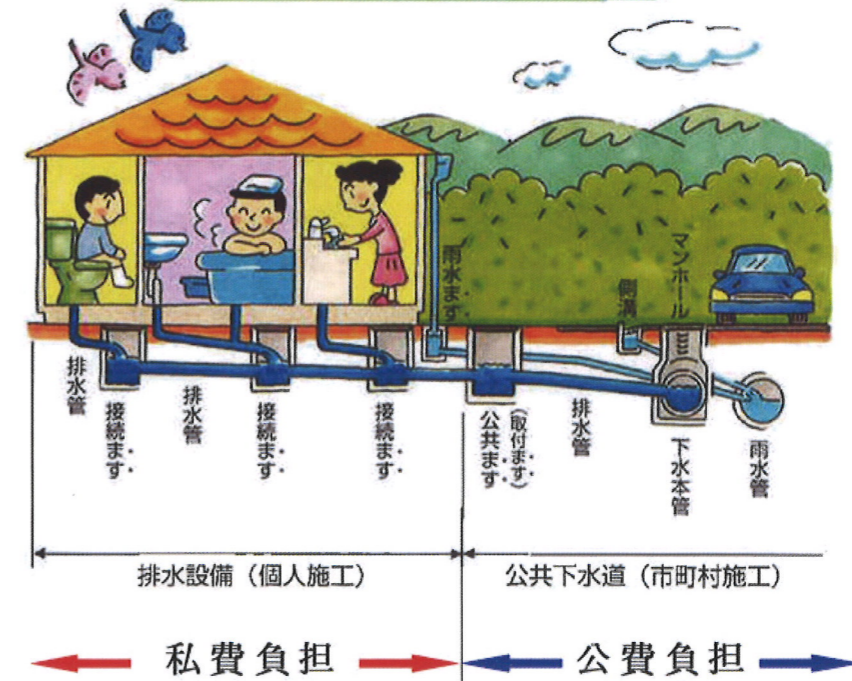 雨水ます
側溝
マンホール
排水管
接続ます
排水管
接続ます
接続ます
公共ます
(取付ます)
排水管
下水本管
雨水管
排水設備（個人施工）
公共下水道（市町村施工）
私費負担
公費負担